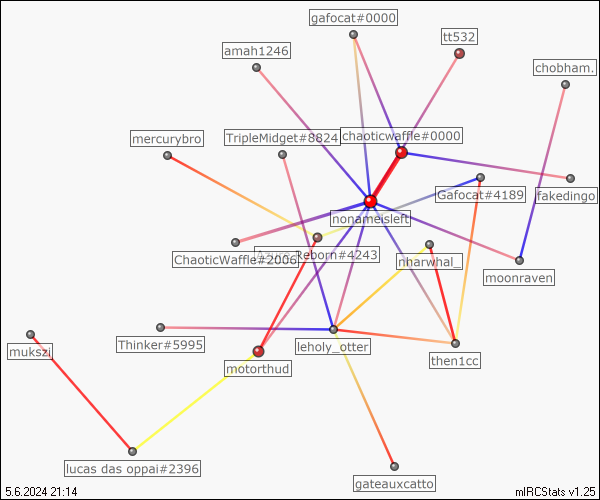 gafocat#0000
tt532
amah1246
chobham.
chaoticwaffle#0000
mercurybro
TripleMidget#8824
Gafocat#4189
fakedingo
nonameisleft
Reborn#4243
ChaoticWaffle#2006
nharwhal_
moonraven
Thinker#5995
leholy_otter
mukszi
then1cc
motorthud
lucas das oppai#2396
gateauxcatto
5.6.2024 21:14
mIRCStats v1.25